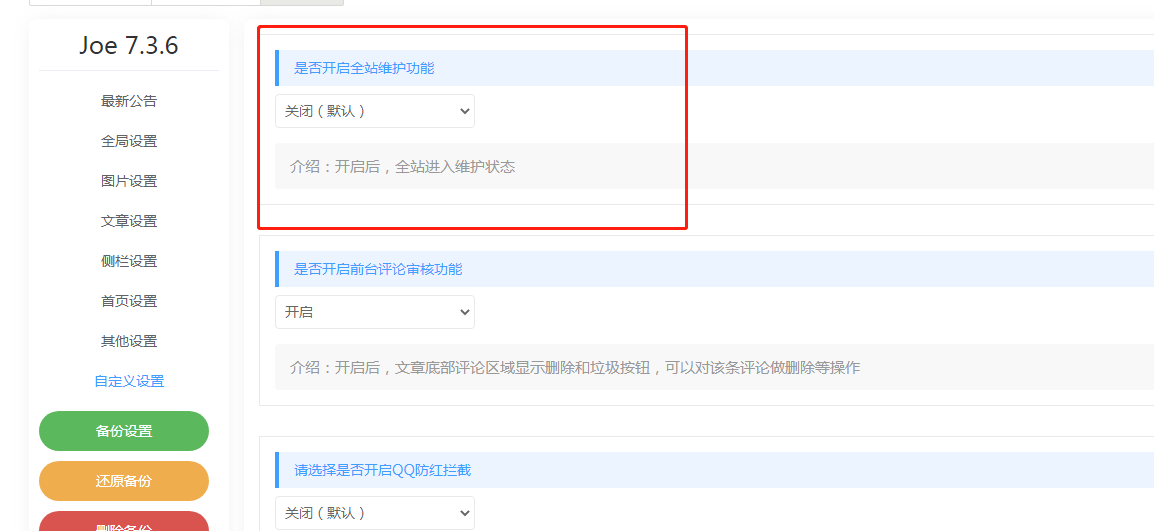 Joe 7.3.6
最新公告
全局设置
图片设置
文章设置
侧栏设置
首页设置
其他设置
自定义设置
备份设置
还原备份
删除备份
是否开启全站维护功能
关闭（默认）
介绍：开启后，全站进入维护状态
是否开启前台评论审核功能
开启
介绍：开启后，文章底部评论区域显示删除和垃圾按钮，可以对该条评论做删除等操作
请选择是否开启QQ防红拦截
关闭（默认）